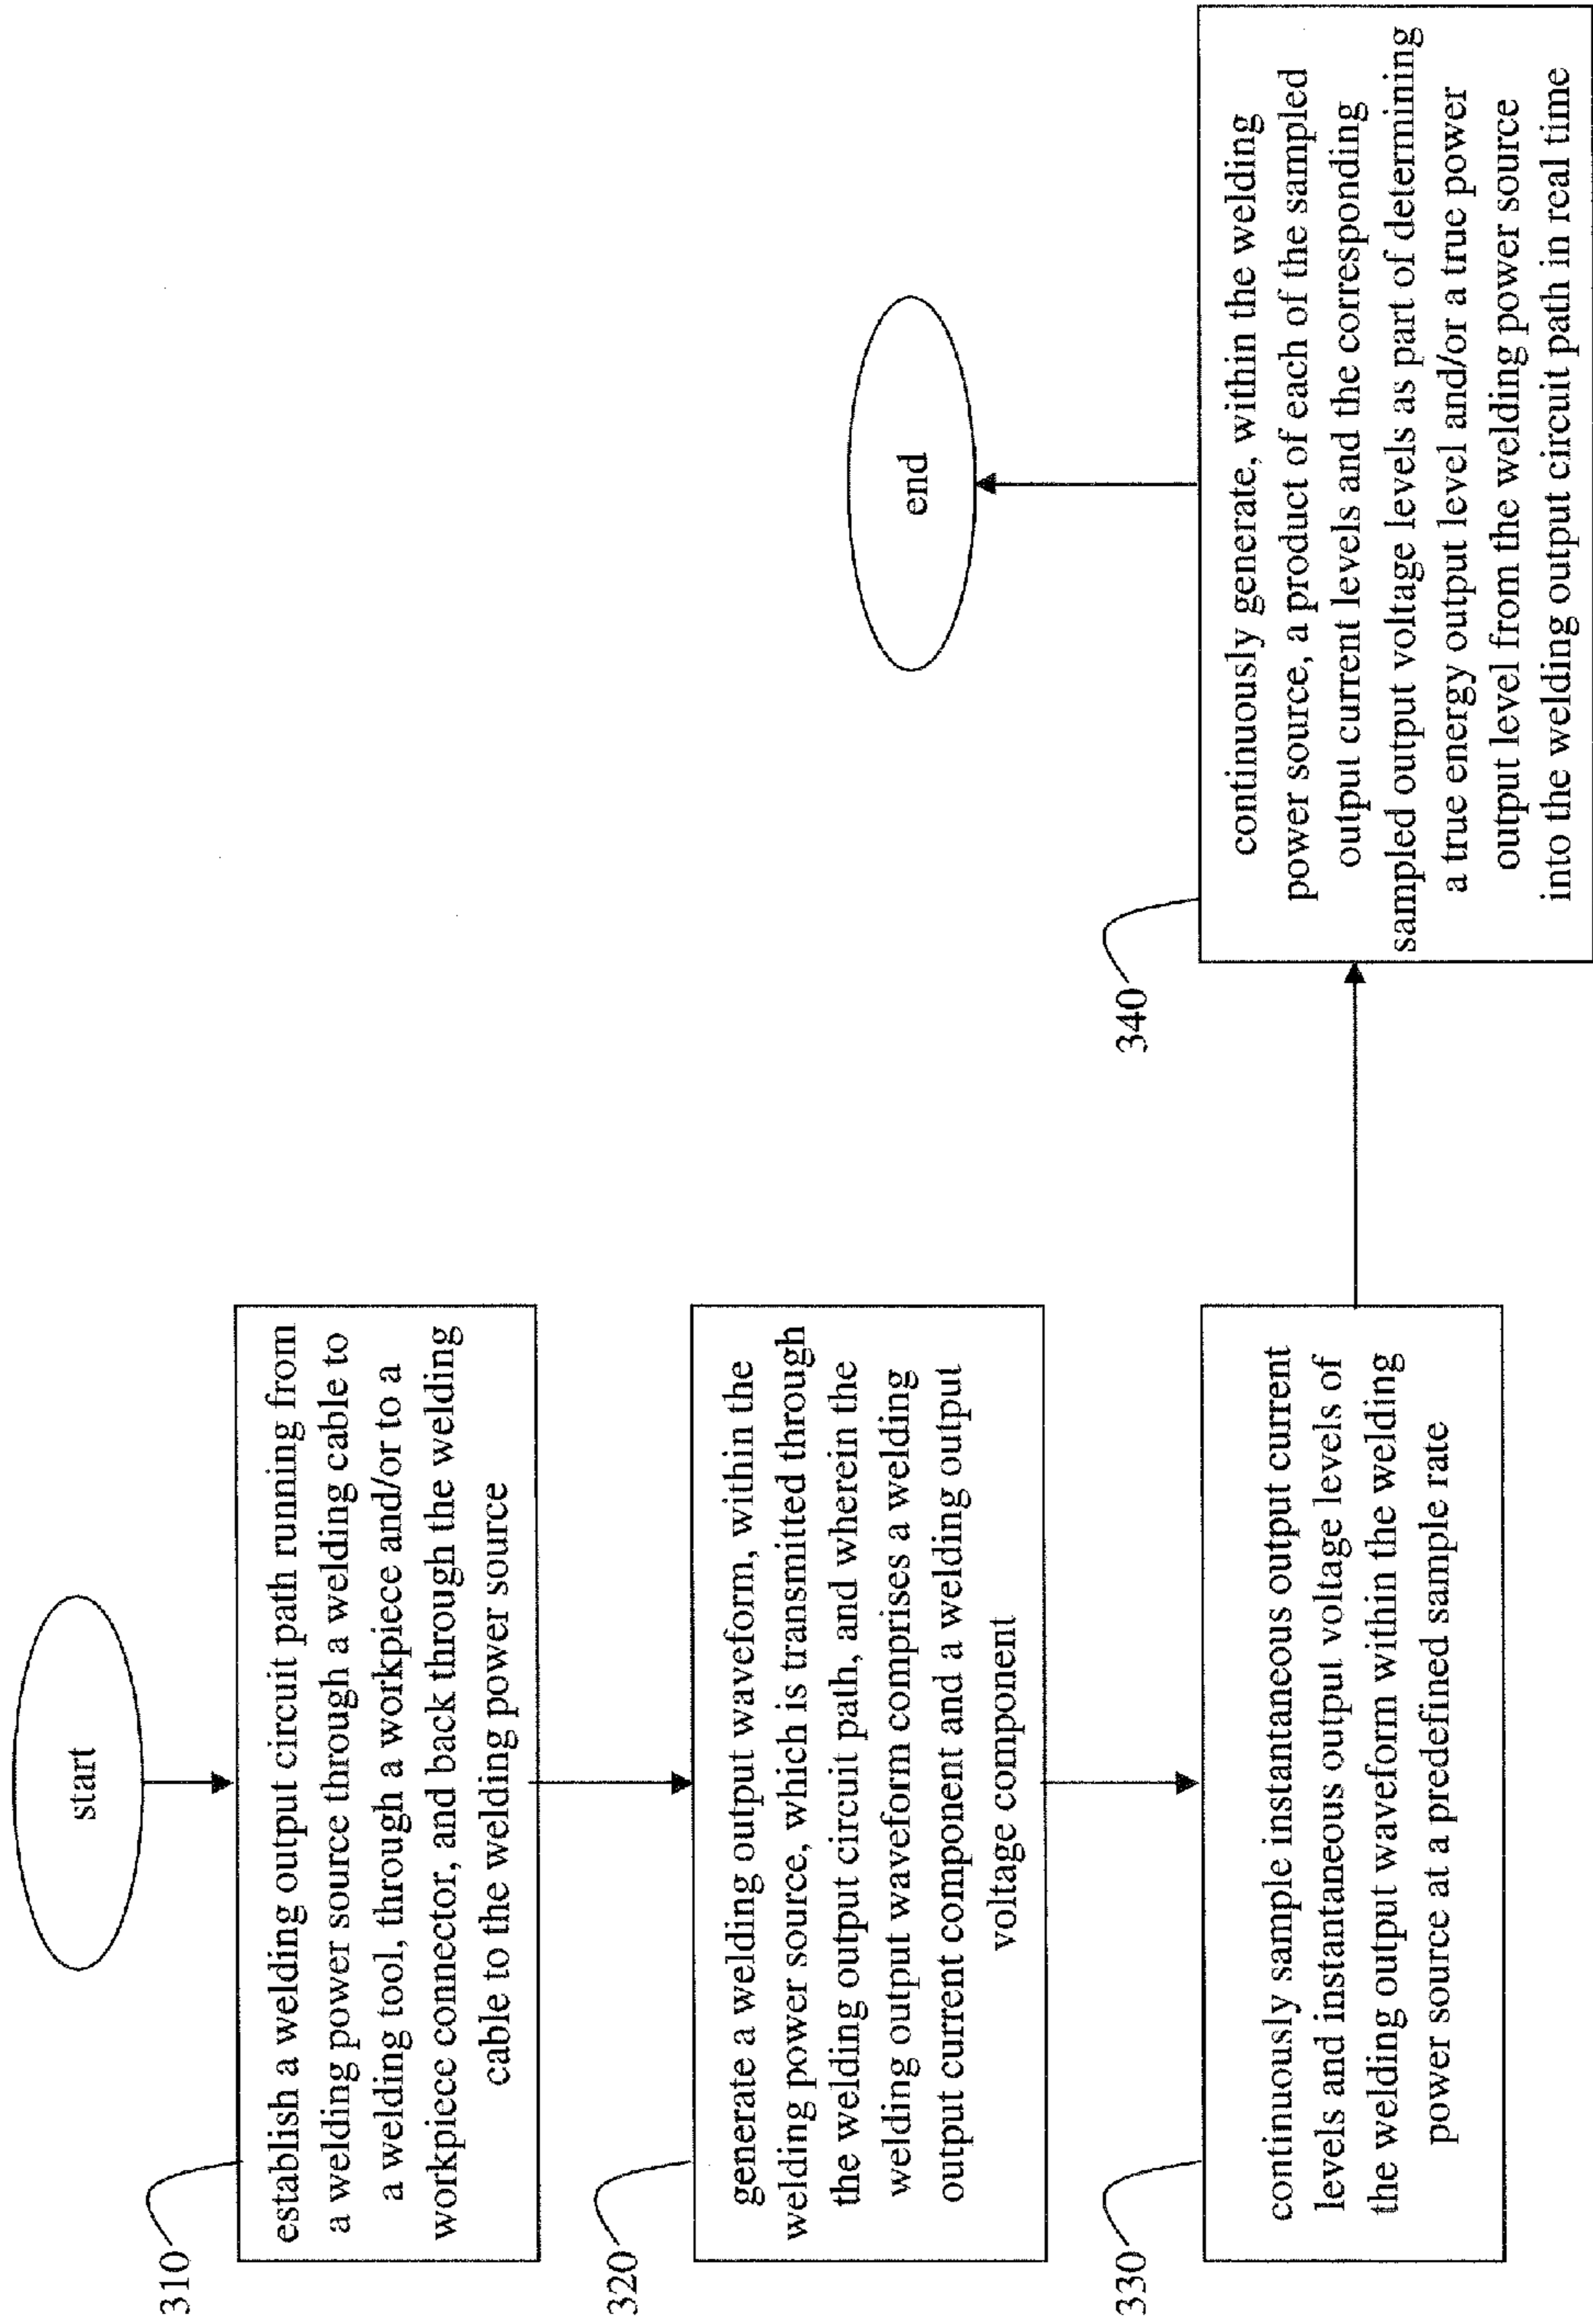 start
310
establish a welding output circuit path running from
a welding power source through a welding cable to
a welding tool, through a workpiece and/or to a
workpiece connector, and back through the welding
cable to the welding power source
320
generate a welding output waveform, within the
welding power source, which is transmitted through
the welding output circuit path, and wherein the
welding output waveform comprises a welding
output current component and a welding output
voltage component
330
continuously sample instantaneous output current
levels and instantaneous output voltage levels of
the welding output waveform within the welding
power source at a predefined sample rate
340
continuously generate, within the welding
power source, a product of each of the sampled
output current levels and the corresponding
sampled output voltage levels as part of determining
a true energy output level and/or a true power
output level from the welding power source
into the welding output circuit path in real time
end